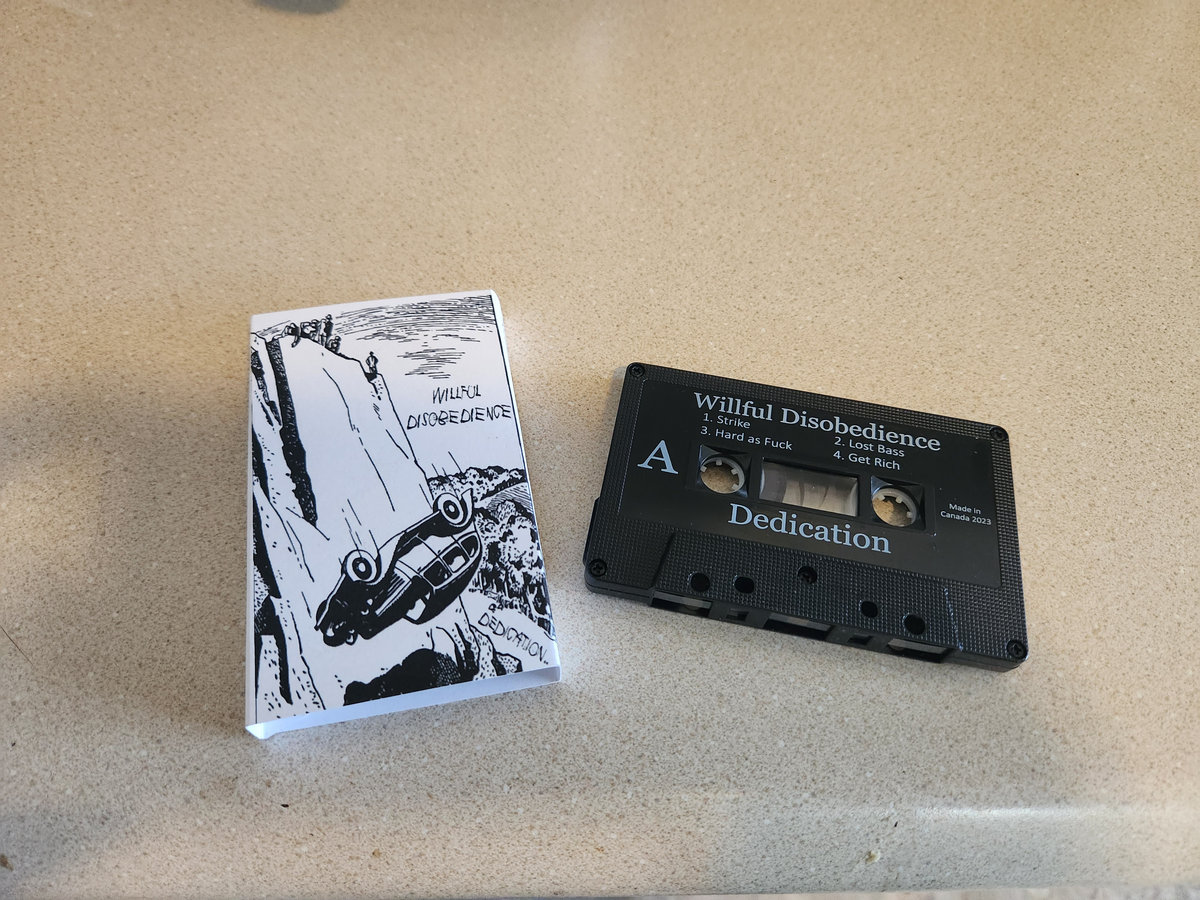 WILLFUL
DISOBEDIENCE
DEDICATION.
Willful Disobedience
1. Strike
2. Lost Bass
3. Hard as Fuck
4. Get Rich
A
Dedication
Made in
Canada 2023